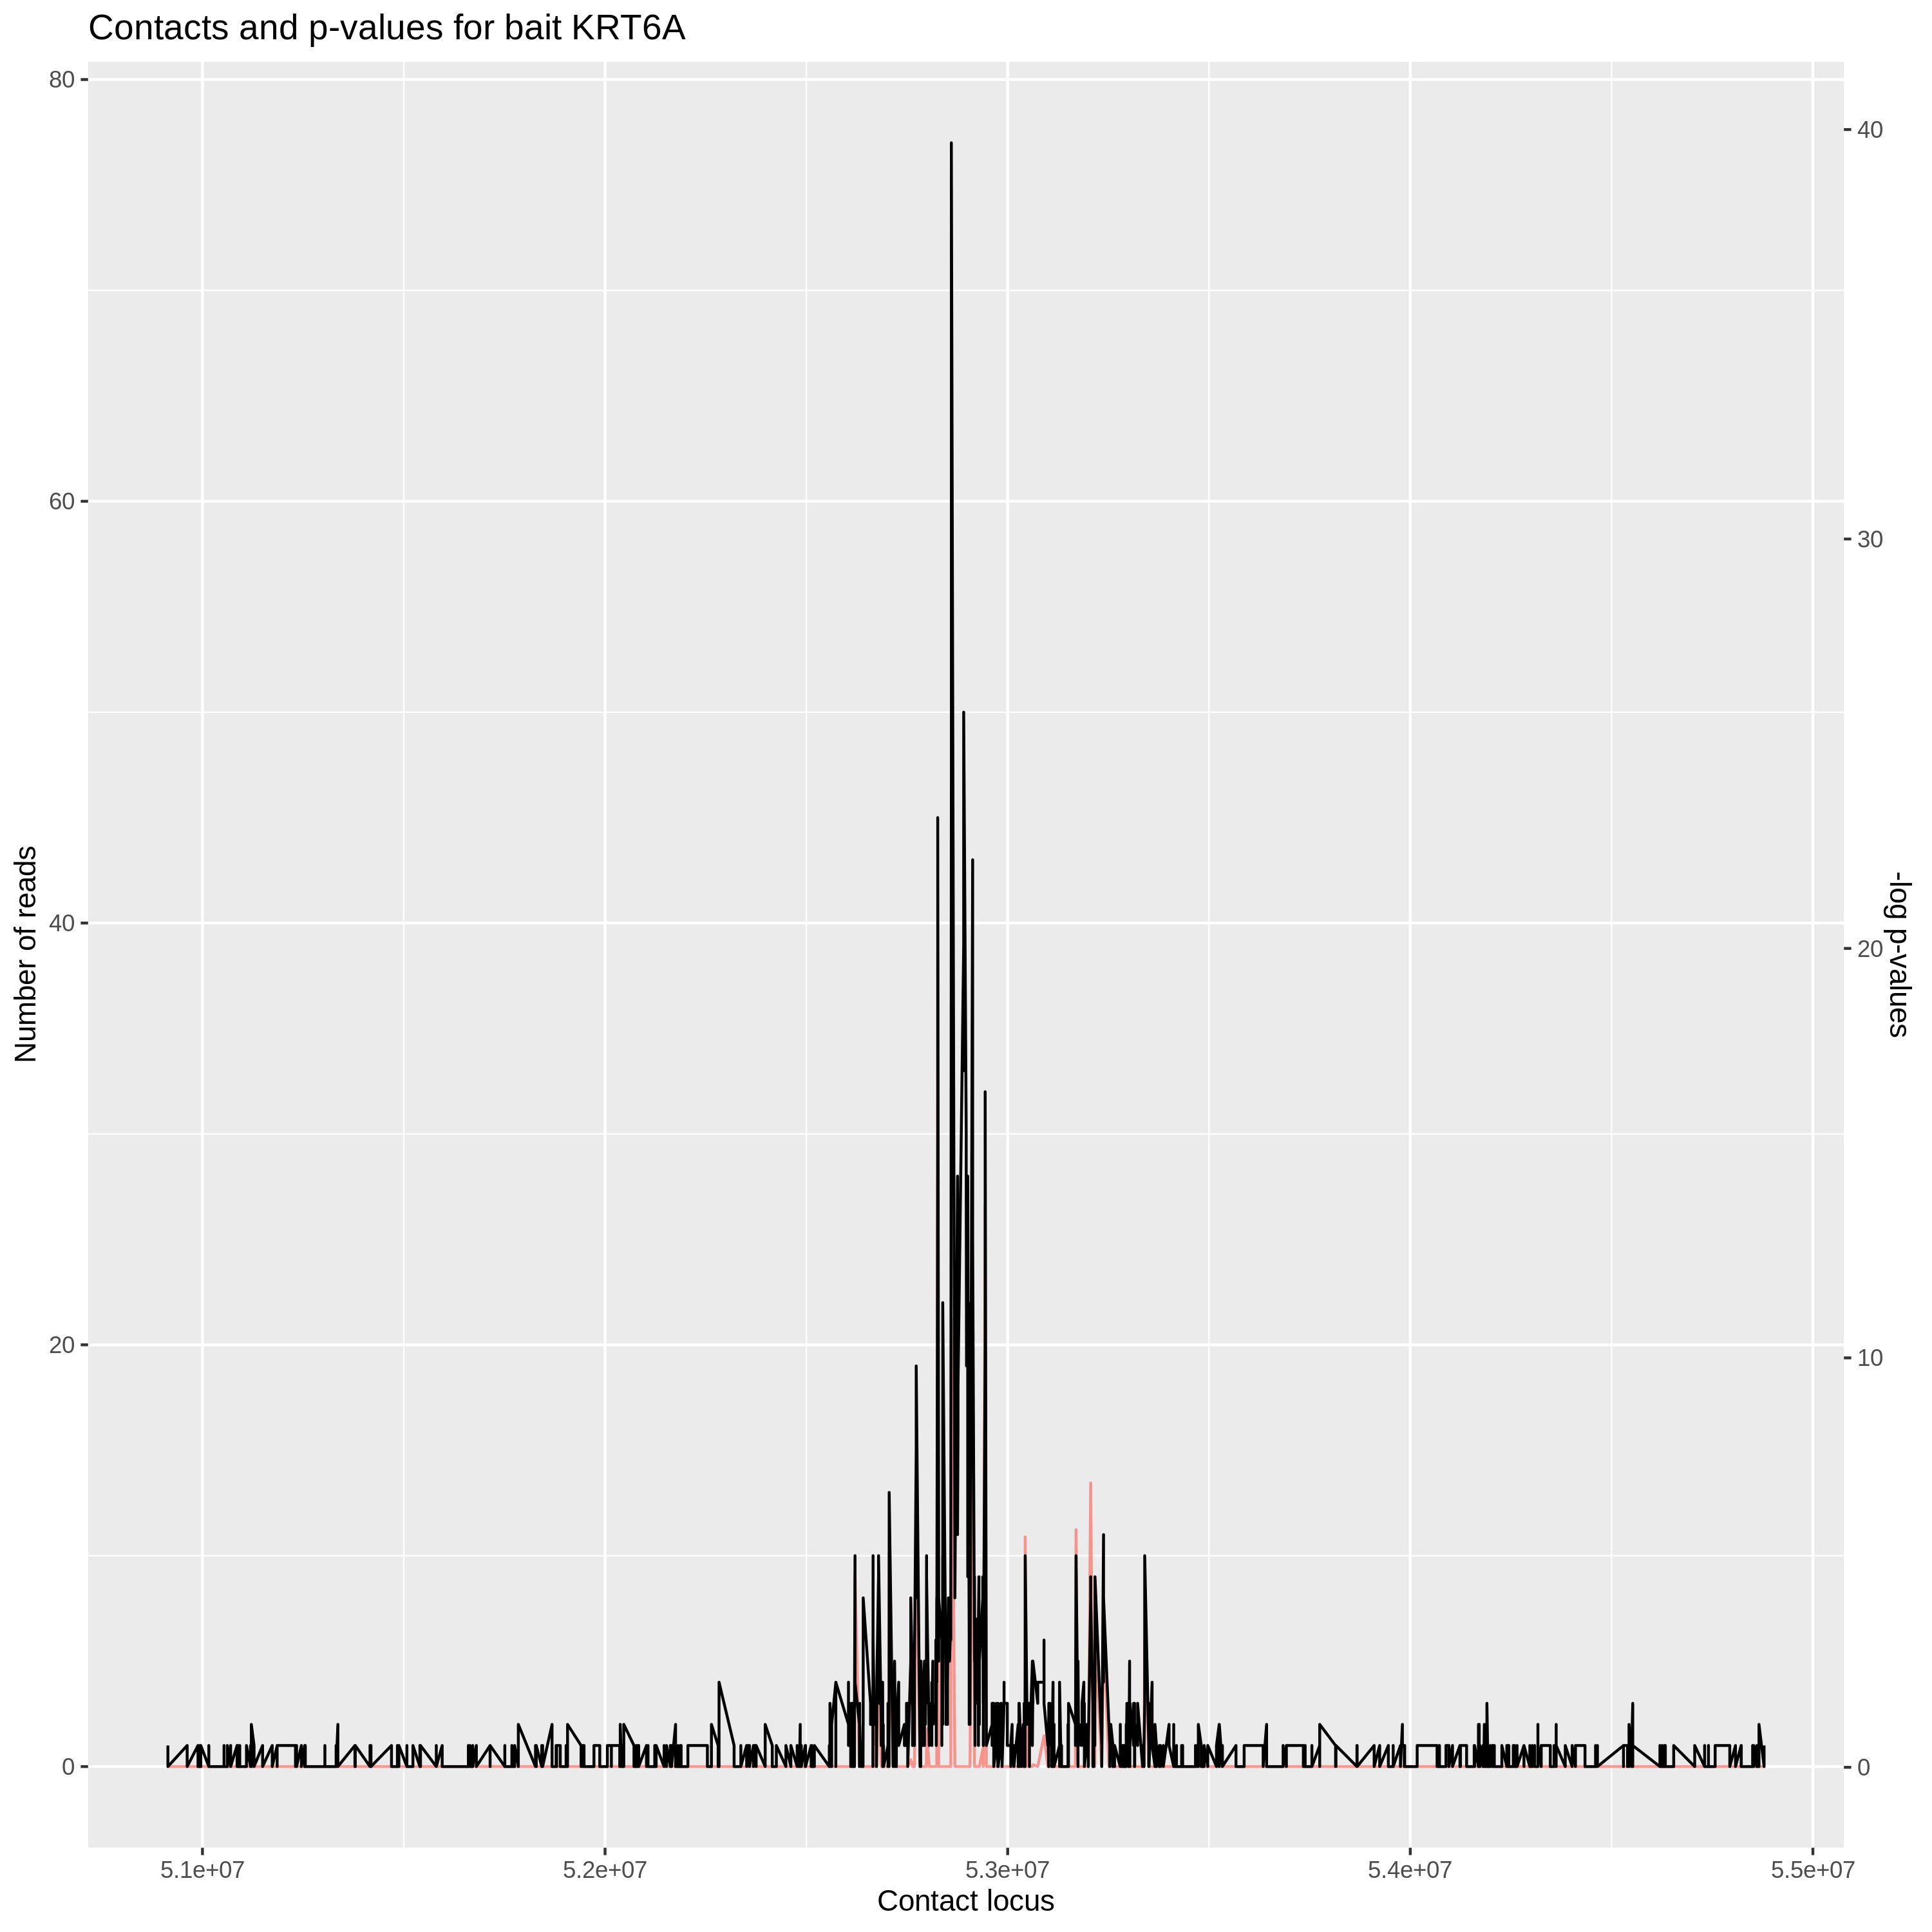 Contacts and p-values for bait KRT6A
80
60
40
20
0
Number of reads
40
30
20
10
0
-log p-values
5.1e+07 5.2e+07 5.3e+07 5.4e+07 5.5e+07
Contact locus